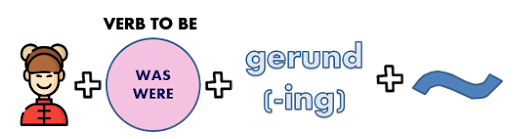 VERB TO BE
WAS
WERE
gerund
(-ing)